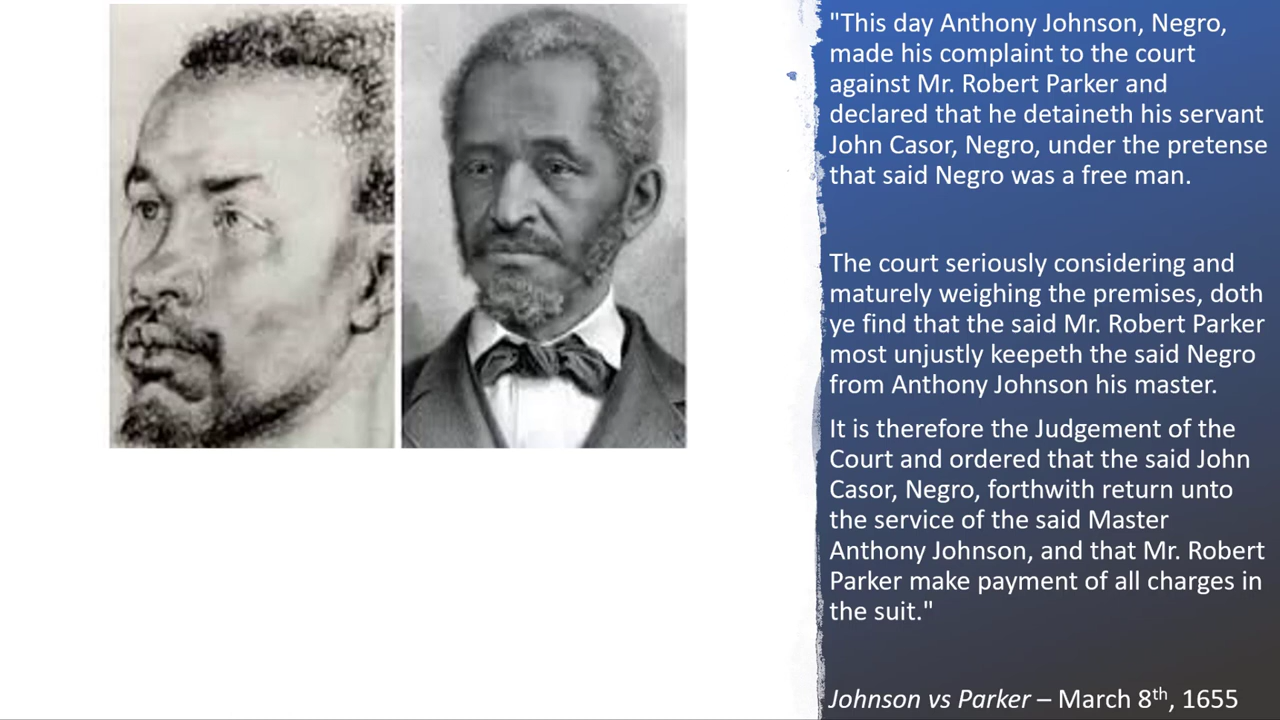 "This day Anthony Johnson, Negro,
made his complaint to the court
against Mr. Robert Parker and
declared that he detaineth his servant
John Casor, Negro, under the pretense
that said Negro was a free man.
The court seriously considering and
maturely weighing the premises, doth
ye find that the said Mr. Robert Parker
most unjustly keepeth the said Negro
from Anthony Johnson his master.
It is therefore the Judgement of the
Court and ordered that the said John
Casor, Negro, forthwith return unto
the service of the said Master
Anthony Johnson, and that Mr. Robert
Parker make payment of all charges in
the suit."
Johnson vs Parker – March 8th, 1655